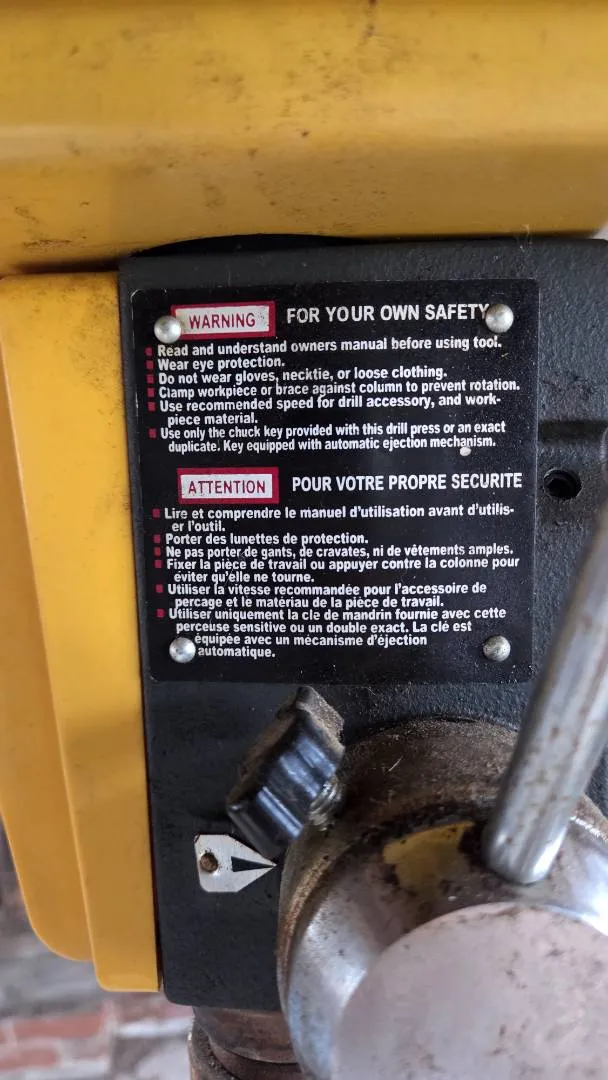 WARNING FOR YOUR OWN SAFETY
Read and understand owners manual before using tool.
Wear eye protection.
Do not wear gloves, necktie, or loose clothing.
Clamp workpiece or brace against column to prevent rotation.
Use recommended speed for drill accessory, and work-
piece material.
Use only the chuck key provided with this drill press or an exact
duplicate. Key equipped with automatic ejection mechanism.
ATTENTION POUR VOTRE PROPRE SECURITE
Lire et comprendre le manuel d'utilisation avant d'utilis-
er l'outil.
Porter des lunettes de protection.
Ne pas porter de gants, de cravates, ni de vêtements amples.
Fixer la pièce de travail ou appuyer contre la colonne pour
éviter qu'elle ne tourne.
Utiliser la vitesse recommandée pour l'accessoire de
percage et le matériau de la pièce de travail.
Utiliser uniquement la cle de mandrin fournie avec cette
perceuse sensitive ou un double exact. La clé est
équipée avec un mécanisme d'éjection
automatique.